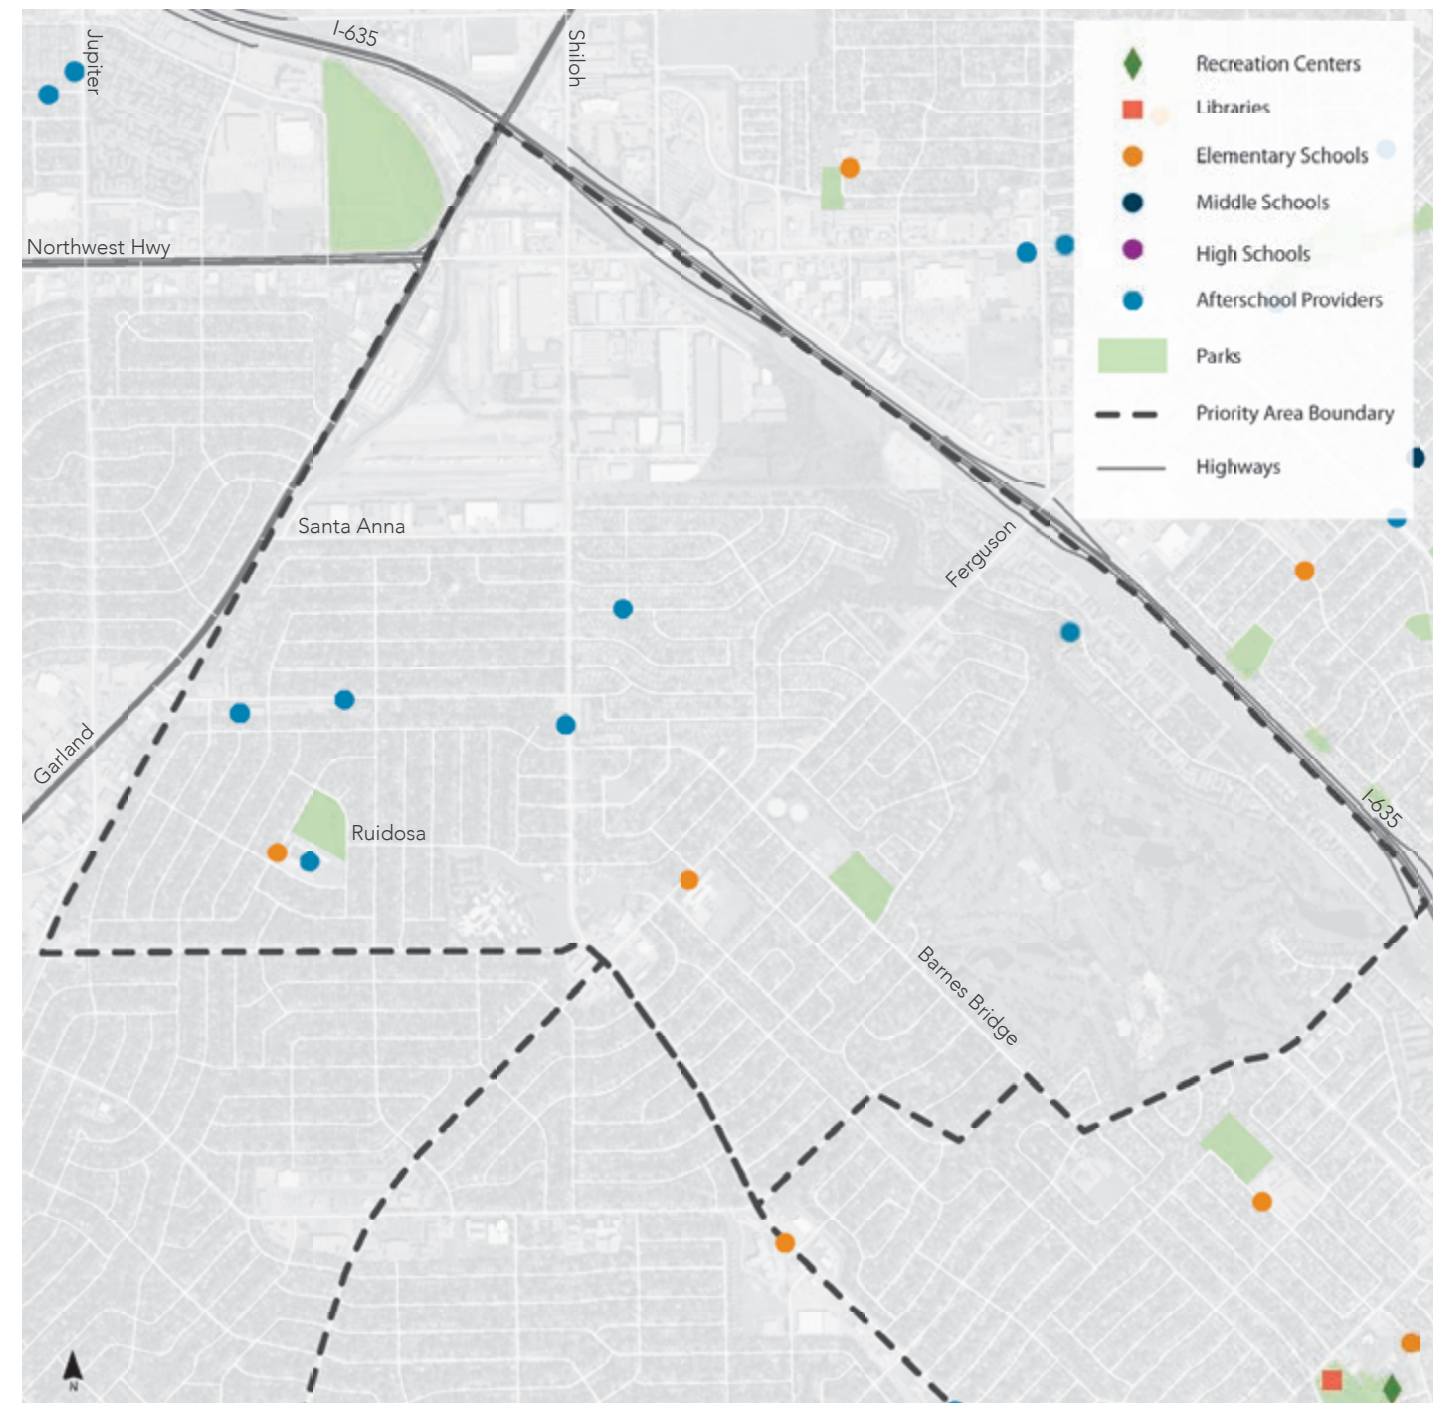 I-635
Jupiter
Shiloh
Northwest Hwy
Santa Anna
Ferguson
Garland
Ruidosa
I-635
Barnes Bridge
Recreation Centers
Libraries
Elementary Schools
Middle Schools
High Schools
Afterschool Providers
Parks
Priority Area Boundary
Highways
N